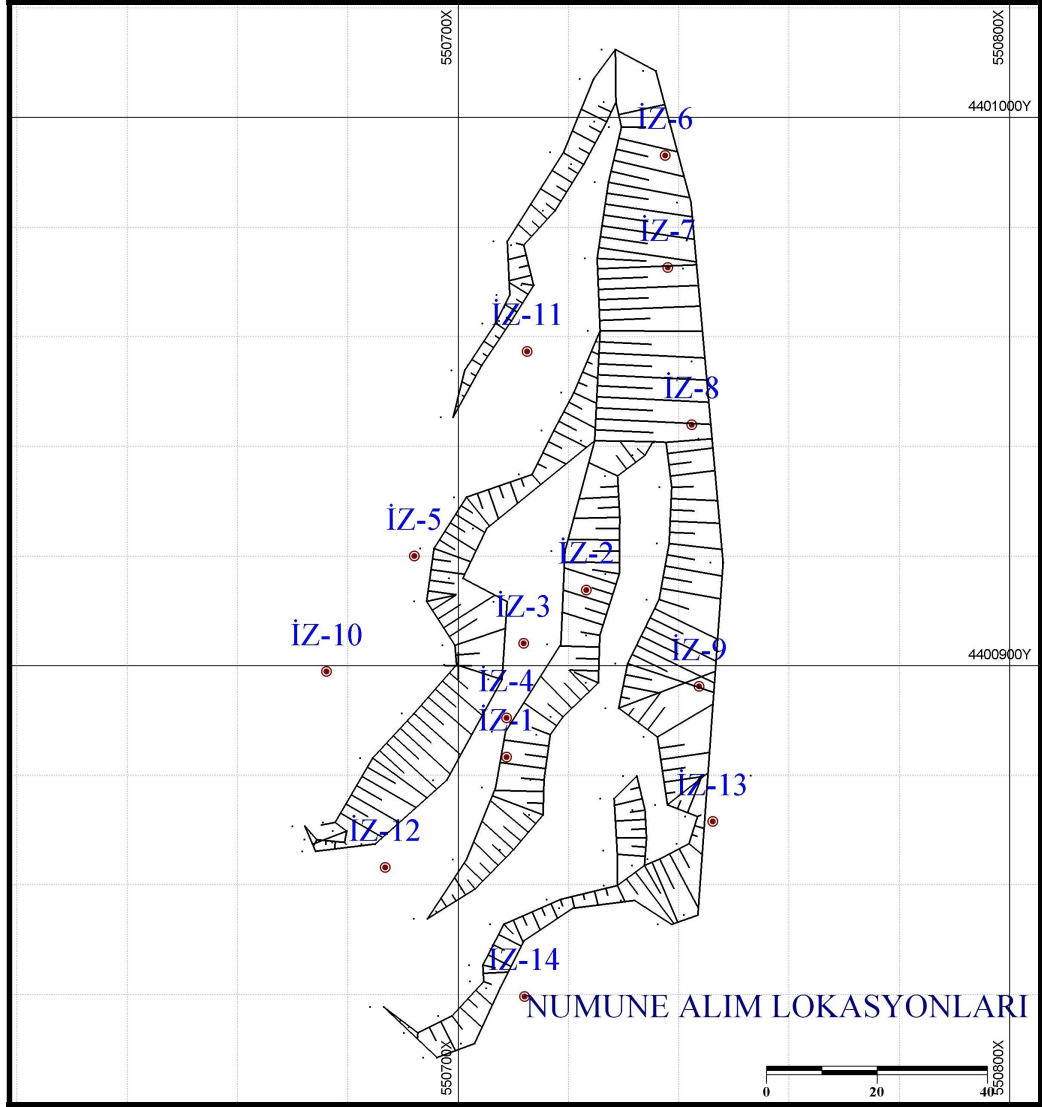 550700X
550800X
4401000Y
İZ-6
İZ-7
İZ-11
İZ-8
İZ-5
İZ-2
İZ-3
İZ-10
İZ-9
4400900Y
İZ-4
İZ-1
İZ-13
İZ-12
İZ-14
NUMUNE ALIM LOKASYONLARI
550700X
550800X
0 20 40